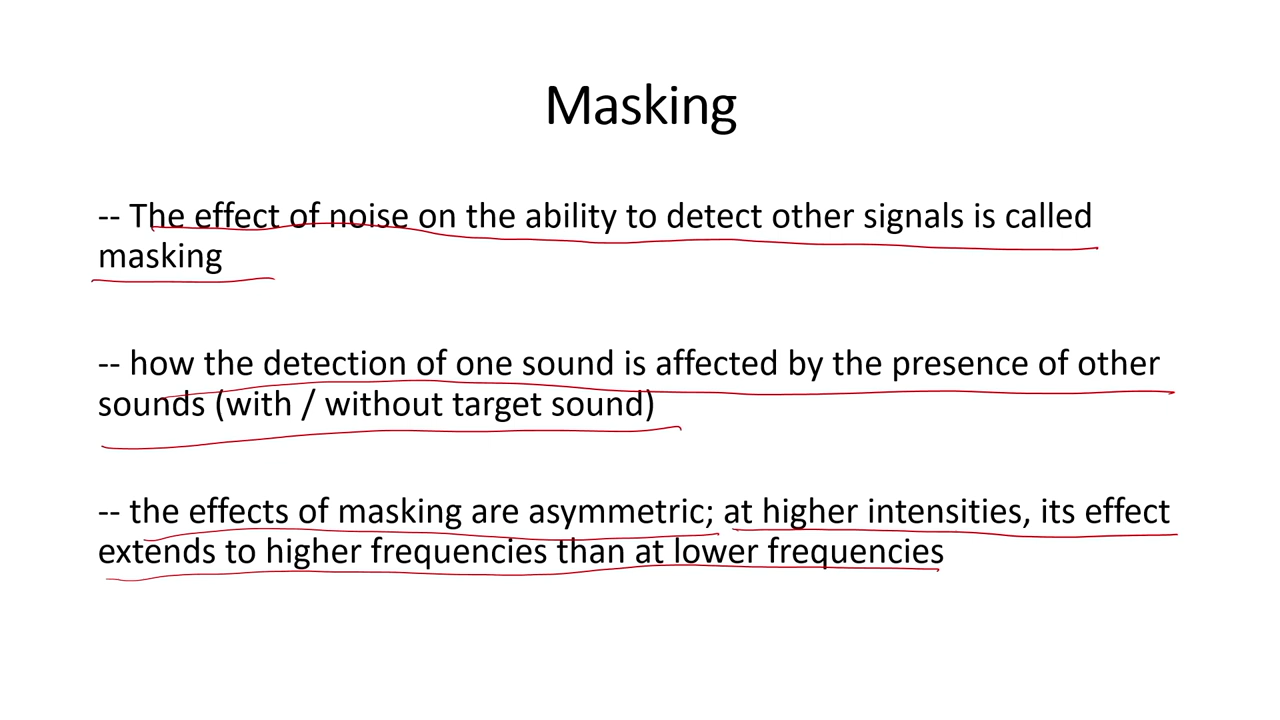 Masking
-- The effect of noise on the ability to detect other signals is called
masking
-- how the detection of one sound is affected by the presence of other
sounds (with / without target sound)
-- the effects of masking are asymmetric; at higher intensities, its effect
extends to higher frequencies than at lower frequencies